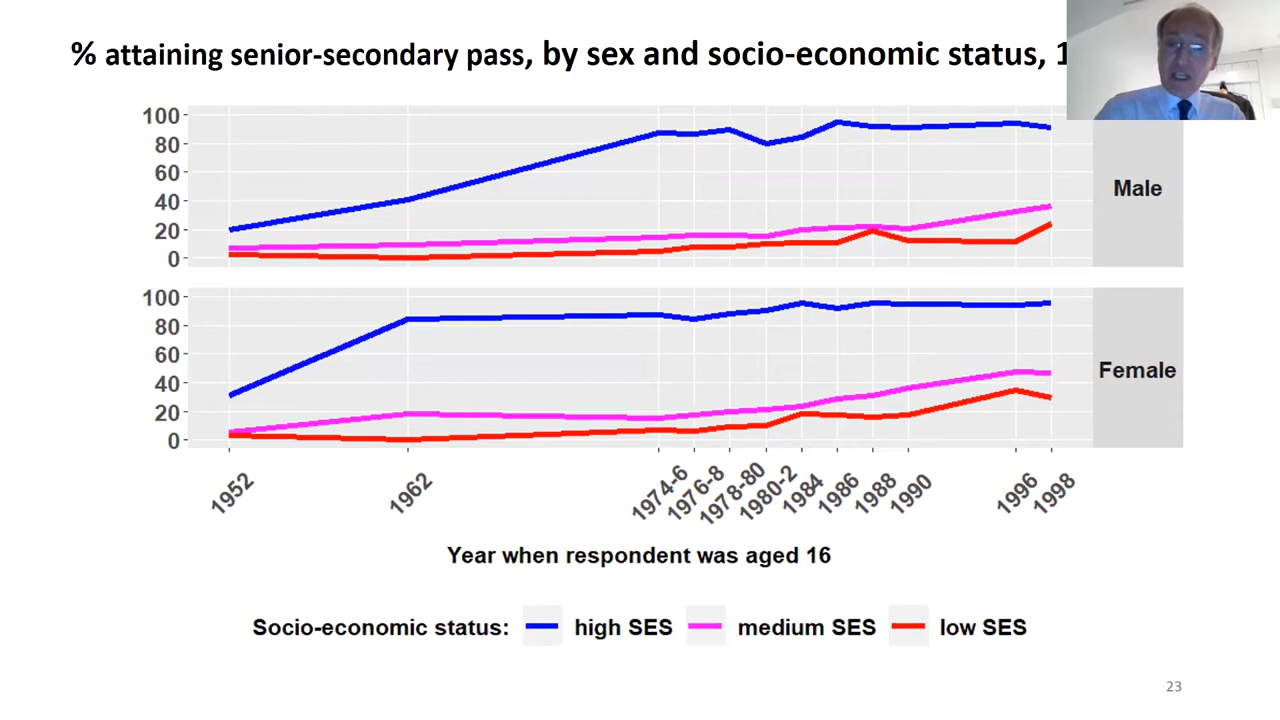 % attaining senior-secondary pass, by sex and socio-economic status,
100
80
60
40
20
0
Male
100
80
60
40
20
0
Female
1952 1962 1974-6 1976-8 1978-80 1980-2 1984 1986 1988 1990 1996 1998
Year when respondent was aged 16
Socio-economic status: high SES medium SES low SES
23